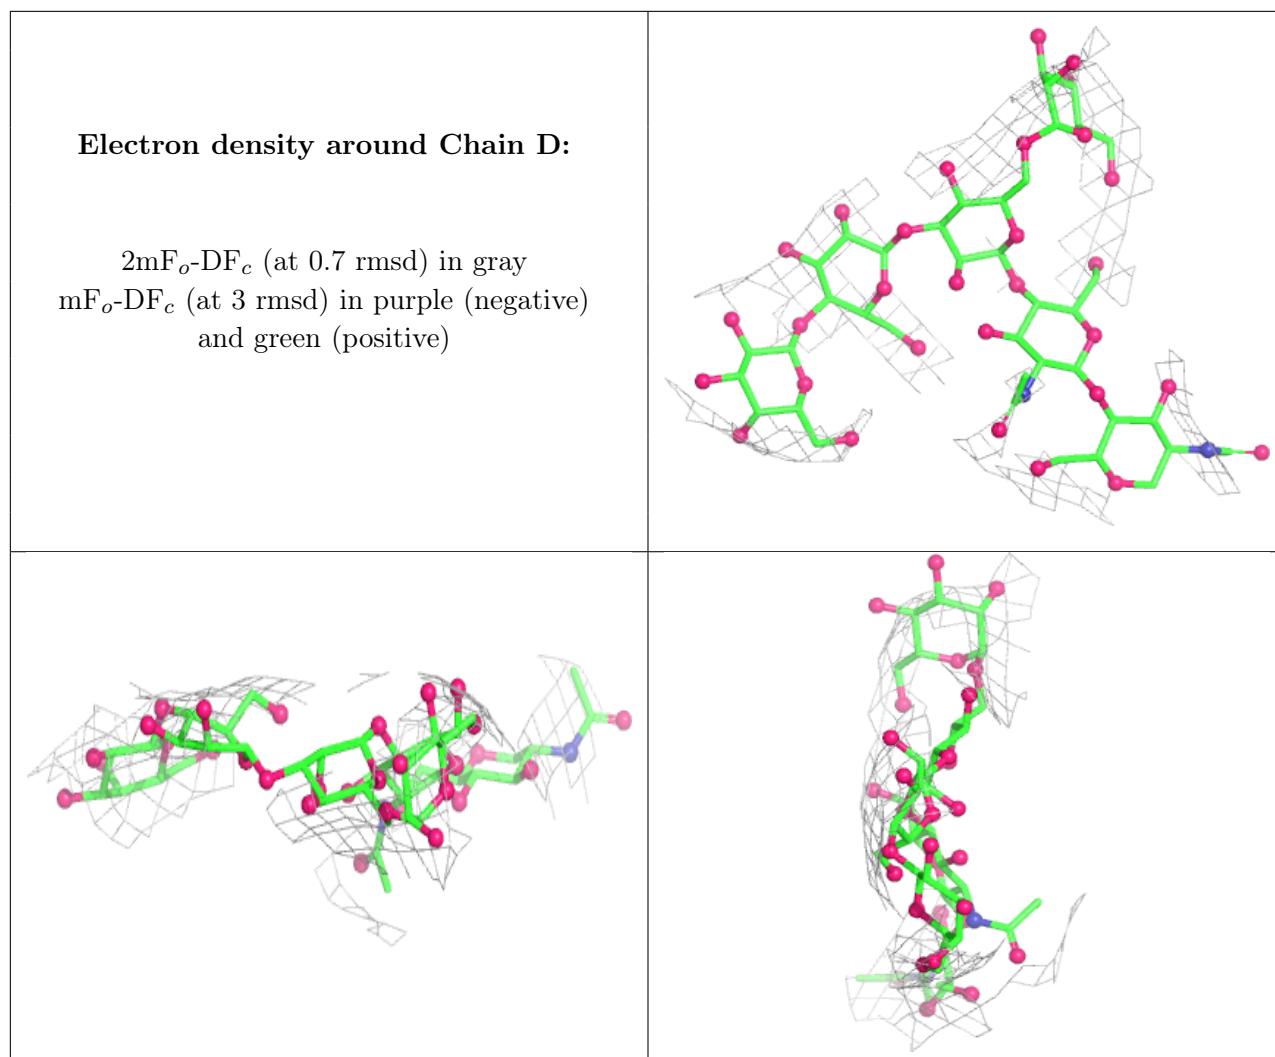 Electron density around Chain D:
2mFo-DFc (at 0.7 rmsd) in gray
mFo-DFc (at 3 rmsd) in purple (negative)
and green (positive)